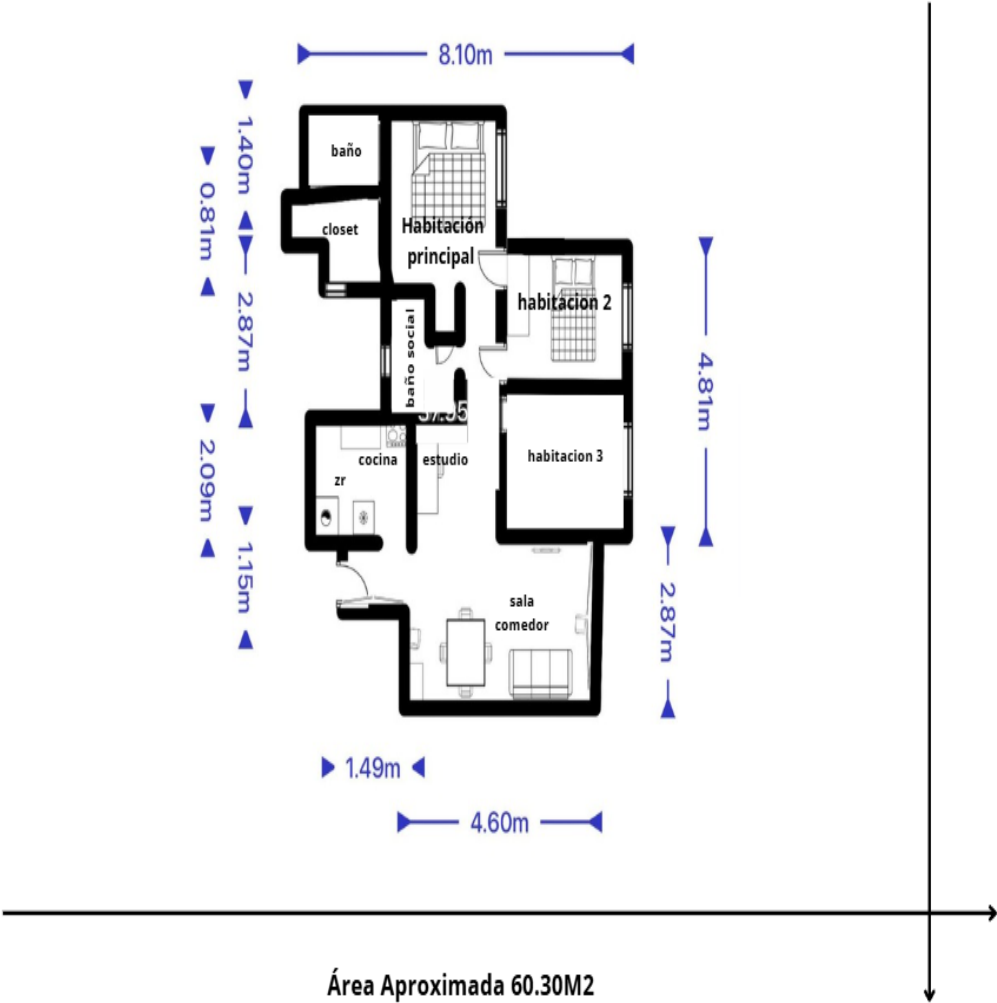 8.10m
1.40m
0.81m
baño
closet
Habitación
principal
habitacion 2
2.87m
baño social
4.81m
2.09m
cocina
estudio
habitacion 3
zr
1.15m
sala
comedor
2.87m
1.49m
4.60m
Área Aproximada 60.30M2